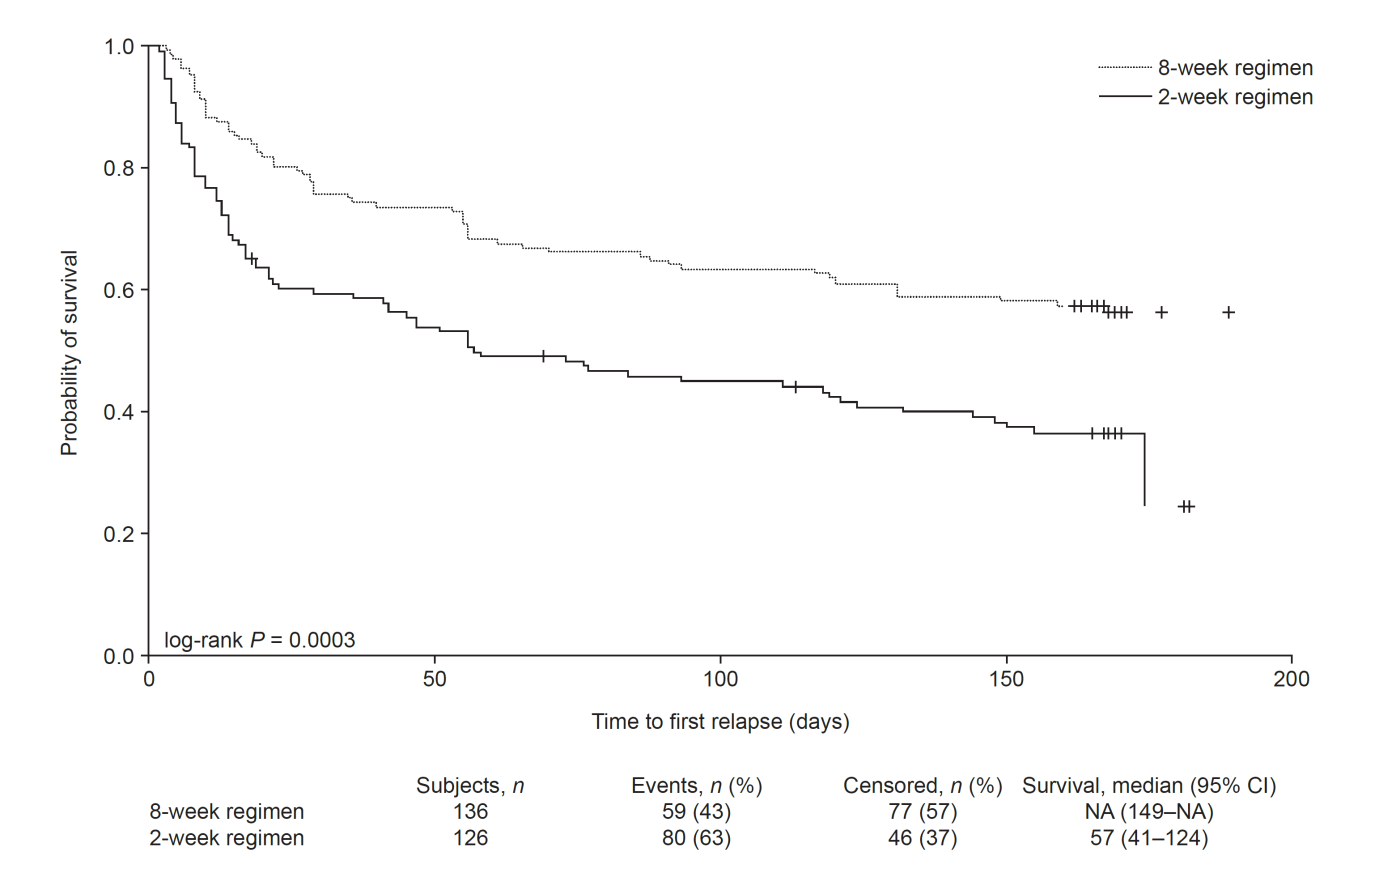 1.0
0.8
0.6
0.4
0.2
0.0
Probability of survival
8-week regimen
2-week regimen
log-rank P = 0.0003
0 50 100 150 200
Time to first relapse (days)
Subjects, n Events, n (%) Censored, n (%) Survival, median (95% CI)
8-week regimen 136 59 (43) 77 (57) NA (149–NA)
2-week regimen 126 80 (63) 46 (37) 57 (41–124)